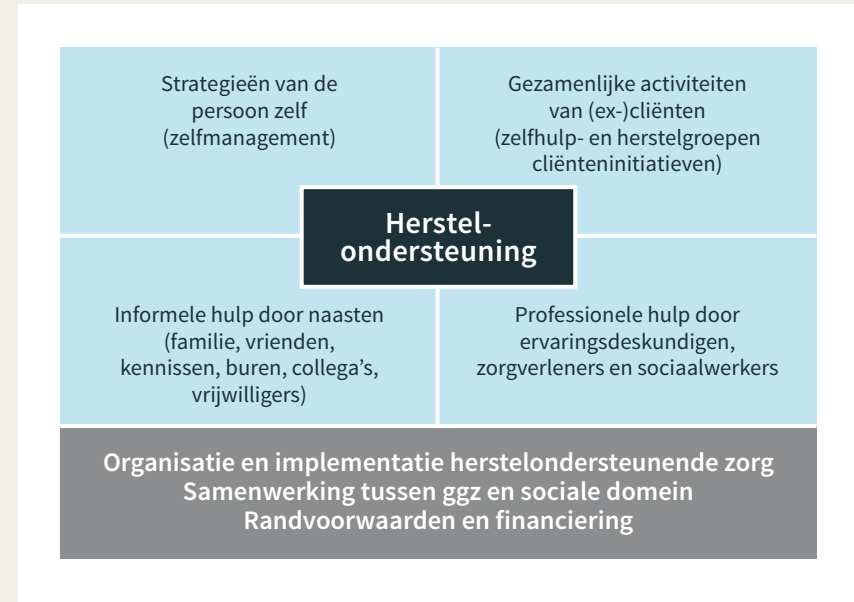 Strategieën van de
persoon zelf
(zelfmanagement)
Gezamenlijke activiteiten
van (ex-)cliënten
(zelfhulp- en herstelgroepen
cliënteninitiatieven)
Herstel-
ondersteuning
Informele hulp door naasten
(familie, vrienden,
kennissen, buren, collega’s,
vrijwilligers)
Professionele hulp door
ervaringsdeskundigen,
zorgverleners en sociaalwerkers
Organisatie en implementatie herstelondersteunende zorg
Samenwerking tussen ggz en sociale domein
Randvoorwaarden en financiering